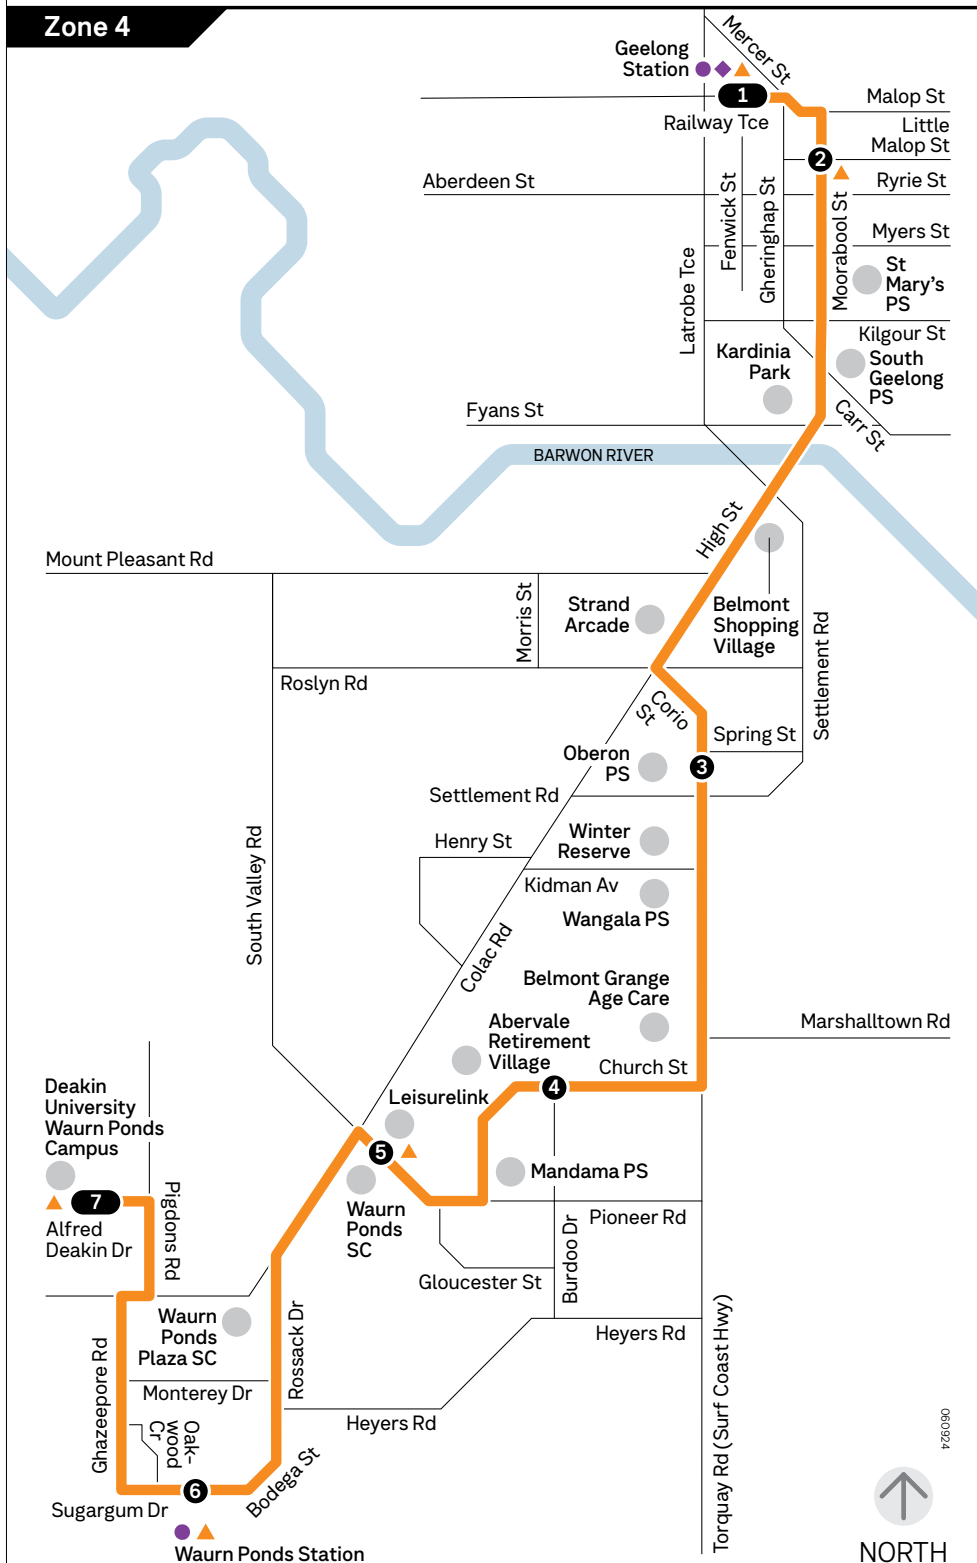 Zone 4
Mercer St
Geelong
Station
1
Railway Tce
Malop St
Little
Malop St
2
Aberdeen St
Ryrie St
Fenwick St
Gheringhap St
Moorabool St
Myers St
Latrobe Tce
St
Mary's
PS
Kilgour St
Kardinia
Park
South
Geelong
PS
Fyans St
Carr St
BARWON RIVER
High St
Mount Pleasant Rd
Morris St
Strand
Arcade
Belmont
Shopping
Village
Settlement Rd
Roslyn Rd
Corio
St
Spring St
Oberon
PS
3
Settlement Rd
South Valley Rd
Henry St
Winter
Reserve
Kidman Av
Wangala PS
Colac Rd
Belmont Grange
Age Care
Marshalltown Rd
Abervale
Retirement
Village
Church St
4
Deakin
University
Waurn Ponds
Campus
Leisurelink
5
Mandama PS
7
Pigdons Rd
Alfred
Deakin Dr
Waurn
Ponds
SC
Pioneer Rd
Burdoo Dr
Gloucester St
Waurn
Ponds
Plaza SC
Rossack Dr
Heyers Rd
Ghazeepore Rd
Monterey Dr
Heyers Rd
Torquay Rd (Surf Coast Hwy)
Oak-
wood
Cr
6
Bodega St
Sugargum Dr
Waurn Ponds Station
060924
NORTH